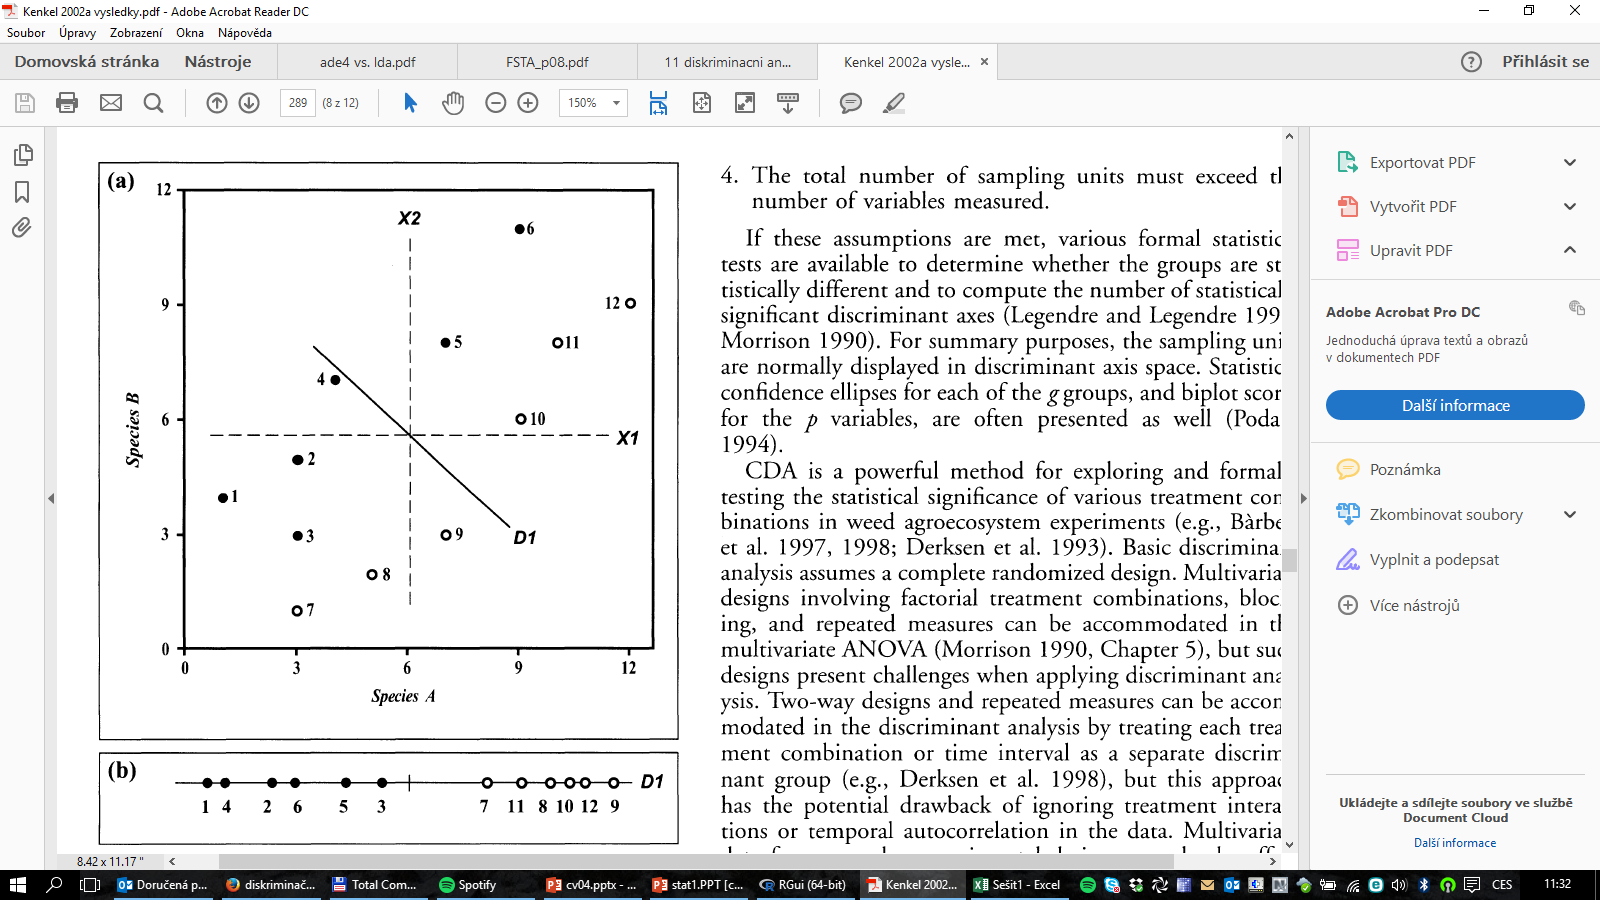 Kenkel 2002a vysledky.pdf - Adobe Acrobat Reader DC
Soubor Úpravy Zobrazení Okna Nápověda
Domovská stránka Nástroje ade4 vs. lda.pdf FSTA_p08.pdf 11 diskriminacni an... Kenkel 2002a vysle... × Přihlásit se
289 (8 z 12) 150%
(a)
12
9
6
3
0
0 3 6 9 12
Species B
Species A
X2
X1
D1
6
12
5
11
4
10
2
1
3
9
8
7
(b)
D1
1 4 2 6 5 3 7 11 8 10 12 9
4. The total number of sampling units must exceed th
number of variables measured.
If these assumptions are met, various formal statistic
tests are available to determine whether the groups are st
tistically different and to compute the number of statistical
significant discriminant axes (Legendre and Legendre 199
Morrison 1990). For summary purposes, the sampling uni
are normally displayed in discriminant axis space. Statistic
confidence ellipses for each of the g groups, and biplot scor
for the p variables, are often presented as well (Poda
1994).
CDA is a powerful method for exploring and formal
testing the statistical significance of various treatment con
binations in weed agroecosystem experiments (e.g., Bàrbe
et al. 1997, 1998; Derksen et al. 1993). Basic discrimina
analysis assumes a complete randomized design. Multivaria
designs involving factorial treatment combinations, bloc
ing, and repeated measures can be accommodated in th
multivariate ANOVA (Morrison 1990, Chapter 5), but suc
designs present challenges when applying discriminant ana
ysis. Two-way designs and repeated measures can be accon
modated in the discriminant analysis by treating each trea
ment combination or time interval as a separate discrim
nant group (e.g., Derksen et al. 1998), but this approac
has the potential drawback of ignoring treatment intera
tions or temporal autocorrelation in the data. Multivaria
8.42 x 11.17 "
Exportovat PDF
Vytvořit PDF
Upravit PDF
Adobe Acrobat Pro DC
Jednoduchá úprava textů a obrazů
v dokumentech PDF
Další informace
Poznámka
Zkombinovat soubory
Vyplnit a podepsat
Více nástrojů
Ukládejte a sdílejte soubory ve službě
Document Cloud
Další informace
Doručená p... diskriminač... Total Com... Spotify cv04.pptx - ... stat1.PPT [c... RGui (64-bit) Kenkel 2002... Sešit1 - Excel CES 11:32